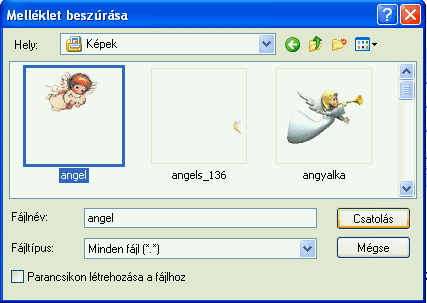 Melléklet beszúrása
Hely: Képek
angel angels_136 angyalka
Fájlnév: angel Csatolás
Fájltípus: Minden fájl (*.*) Mégse
Parancsikon létrehozása a fájlhoz